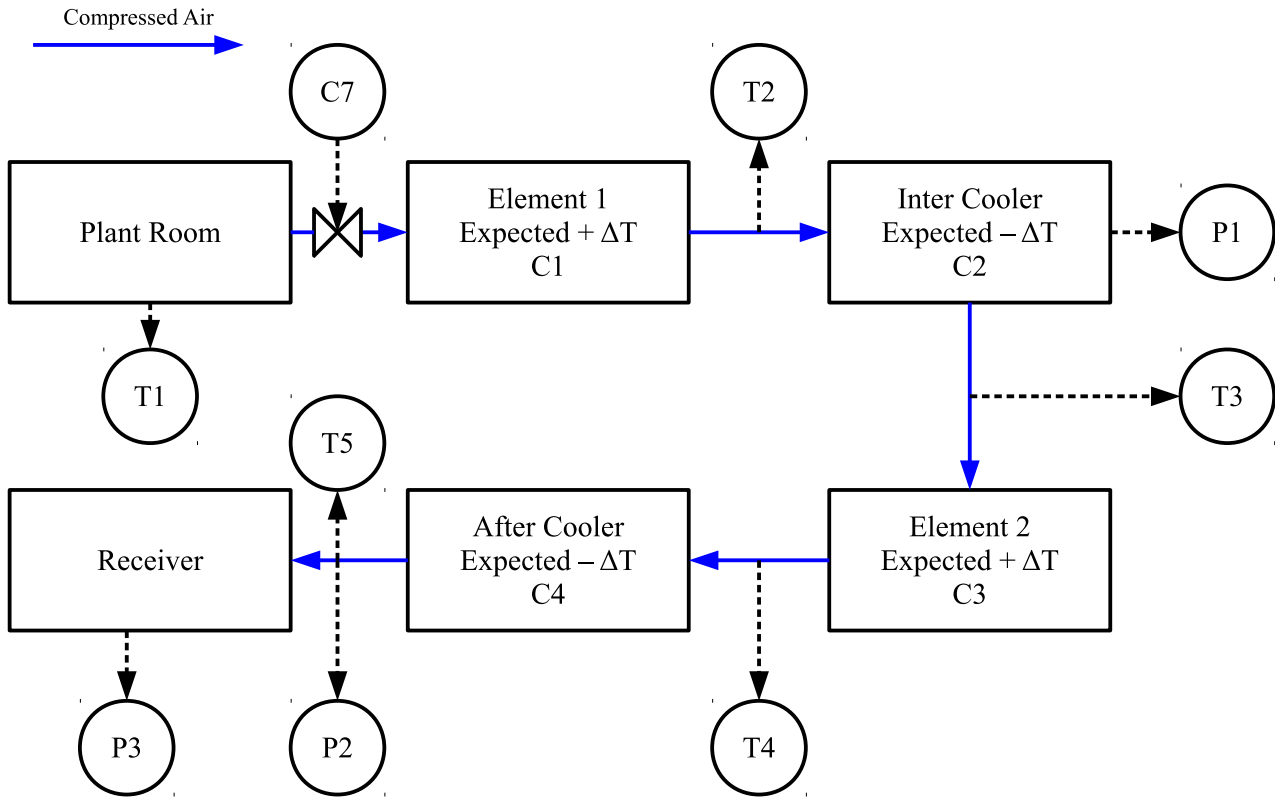 Compressed Air
C7
T2
Plant Room
Element 1
Expected + ΔT
C1
Inter Cooler
Expected – ΔT
C2
P1
T1
T3
T5
Receiver
After Cooler
Expected – ΔT
C4
Element 2
Expected + ΔT
C3
P3
P2
T4